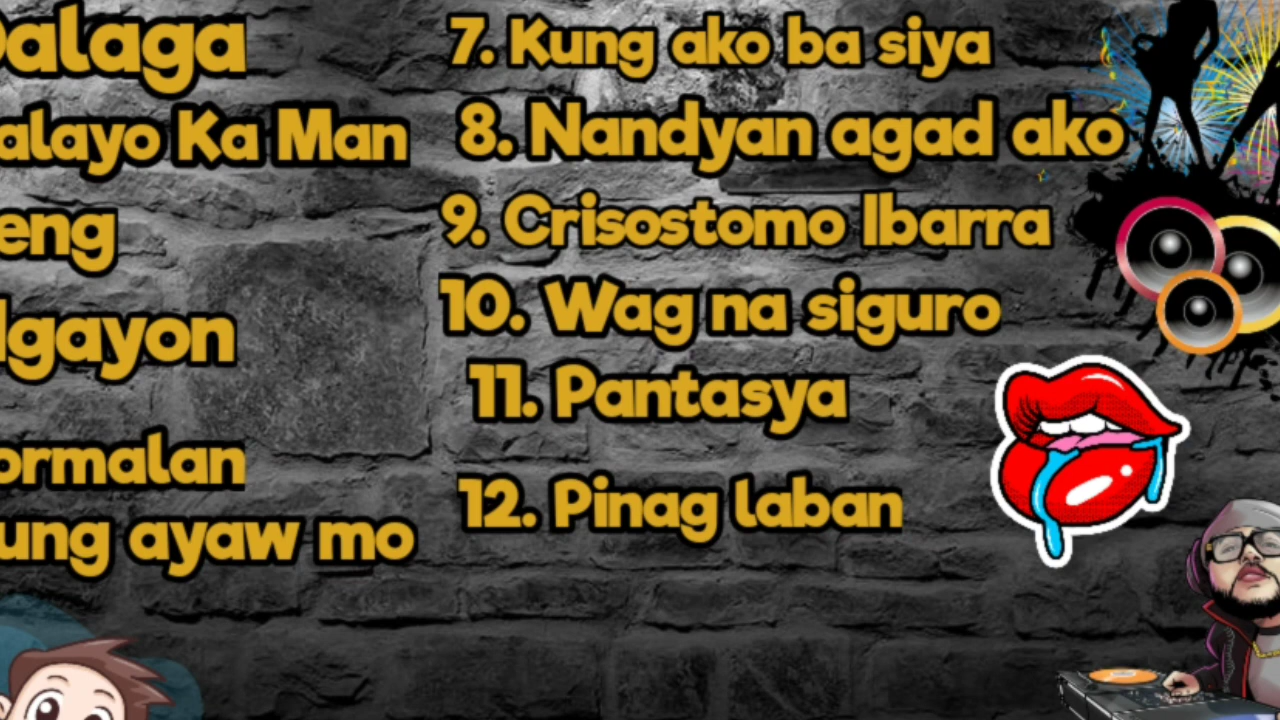 Dalaga
alayo Ka Man
eng
Ngayon
ormalan
ung ayaw mo
7. Kung ako ba siya
8. Nandyan agad ako
9. Crisostomo Ibarra
10. Wag na siguro
11. Pantasya
12. Pinag laban